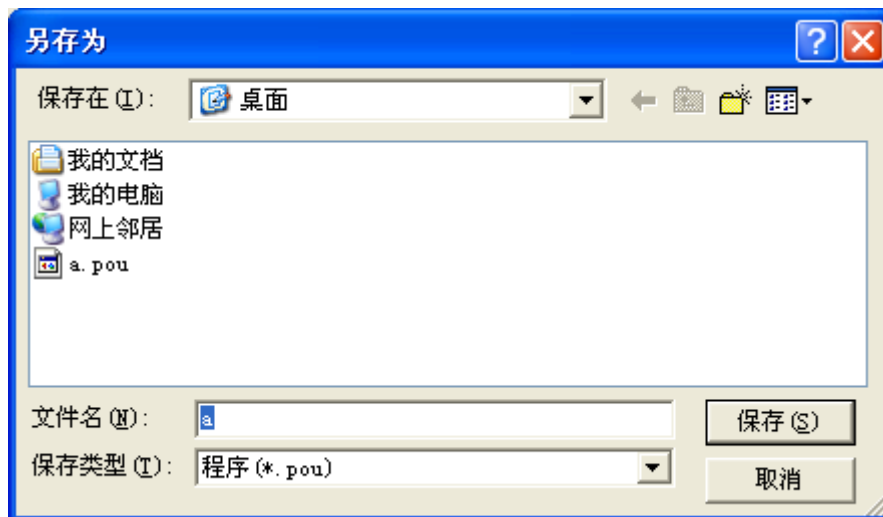 另存为
保存在(I):
桌面
我的文档
我的电脑
网上邻居
a.pou
文件名(N):
a
保存(S)
保存类型(T):
程序(*.pou)
取消